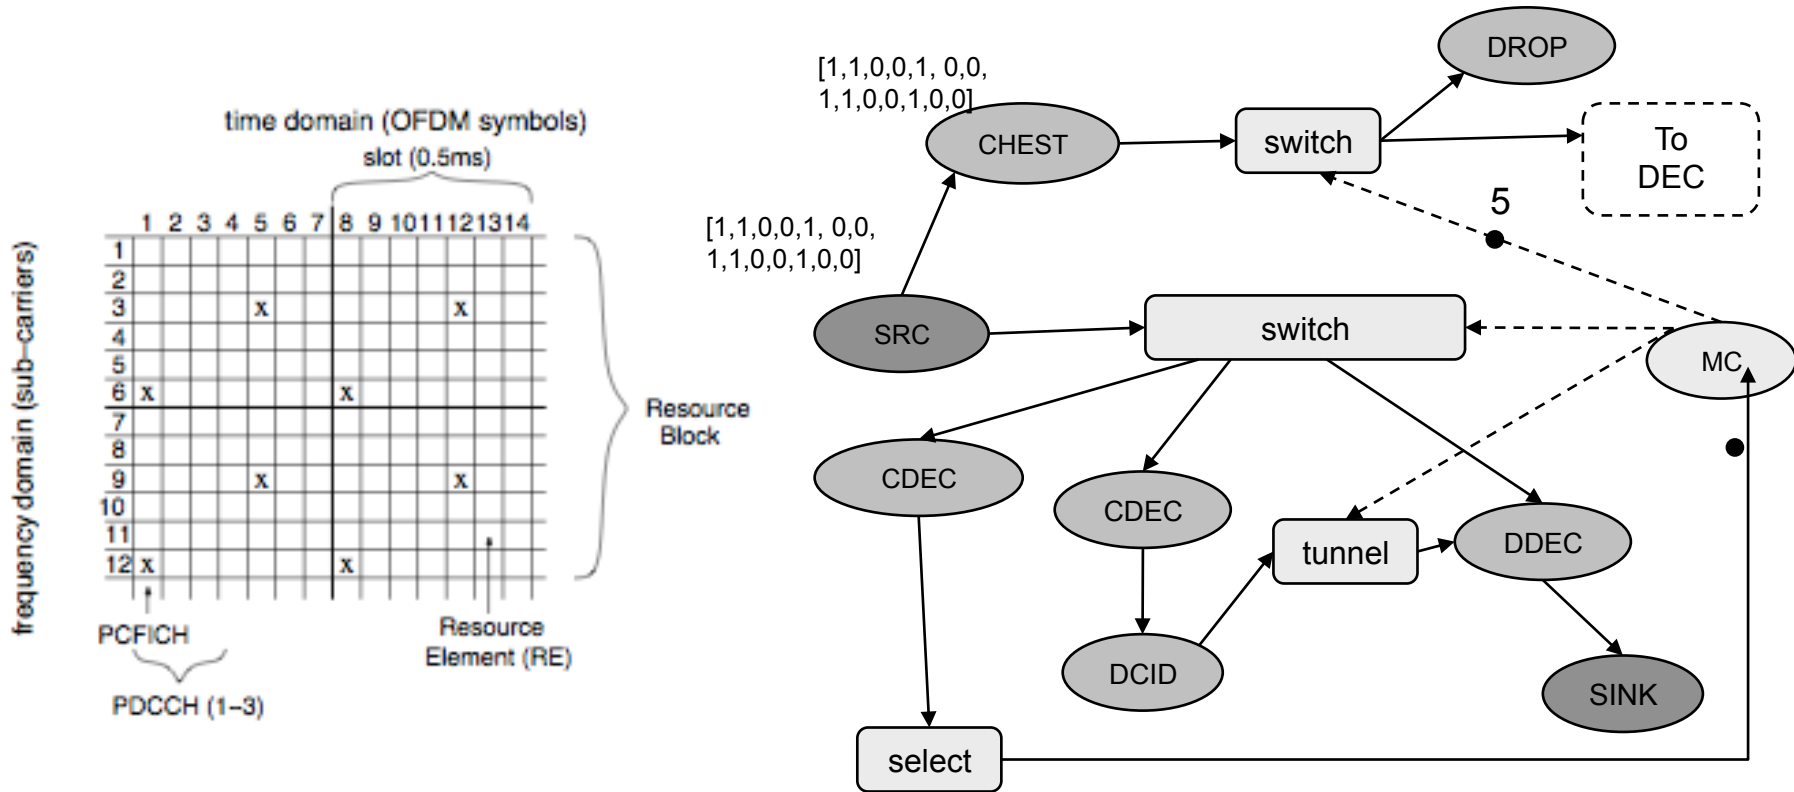 time domain (OFDM symbols)
slot (0.5ms)
1 2 3 4 5 6 7 8 9 10 11 12 13 14
frequency domain (sub-carriers)
1
2
3 x x
4
5
6 x x
7
8
9 x x
10
11
12 x x
Resource
Block
PCFICH
PDCCH (1-3)
Resource
Element (RE)
[1,1,0,0,1, 0,0,
1,1,0,0,1,0,0]
CHEST
switch
DROP
To
DEC
5
[1,1,0,0,1, 0,0,
1,1,0,0,1,0,0]
SRC
switch
MC
CDEC
CDEC
tunnel
DDEC
DCID
SINK
select